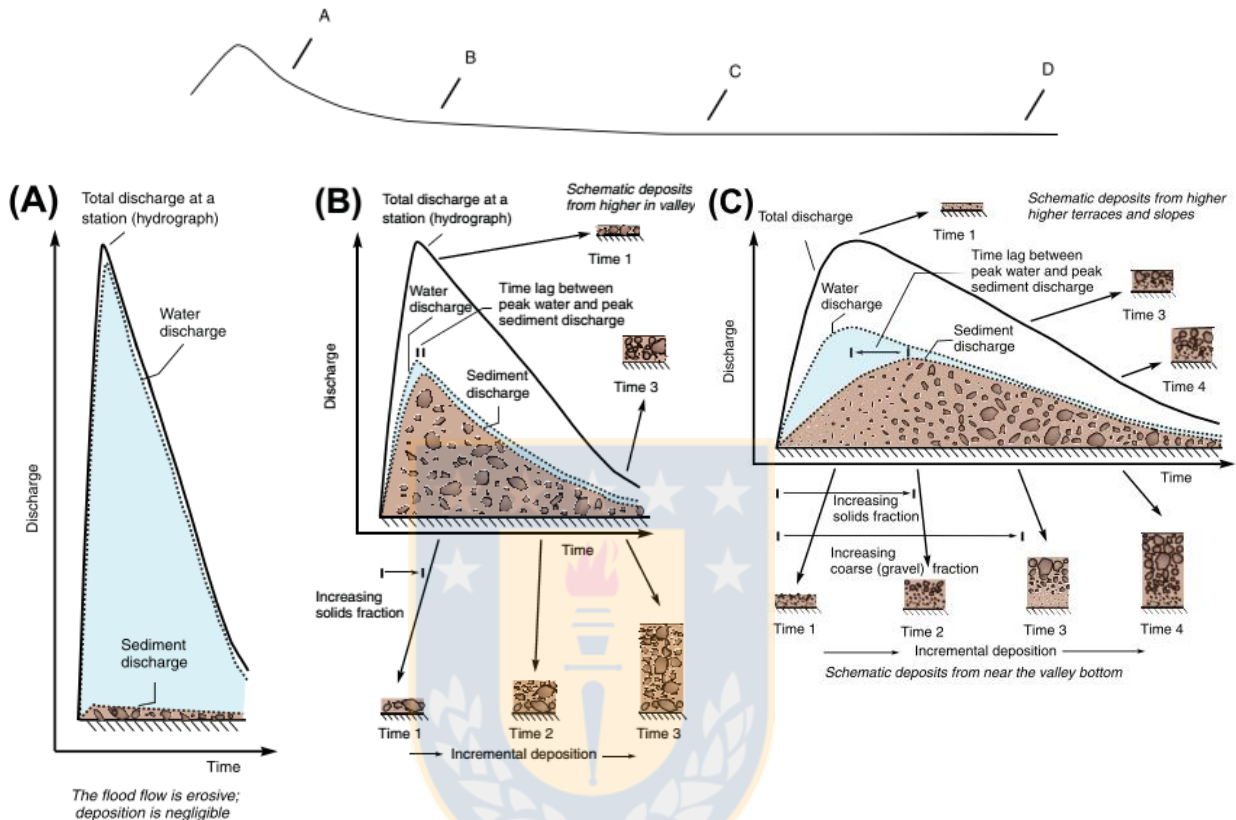 A
B
C
D
(A)
Total discharge at a
station (hydrograph)
Water
discharge
Sediment
discharge
Discharge
Time
The flood flow is erosive;
deposition is negligible
(B)
Total discharge at a
station (hydrograph)
Schematic deposits
from higher in valley
Time 1
Water
discharge
Time lag between
peak water and peak
sediment discharge
Sediment
discharge
Time 3
Discharge
Time
Increasing
solids fraction
Time 1
Time 2
Time 3
Incremental deposition
(C)
Total discharge
Schematic deposits from higher
higher terraces and slopes
Time 1
Time lag between
peak water and peak
sediment discharge
Water
discharge
Sediment
discharge
Time 3
Time 4
Discharge
Time
Increasing
solids fraction
Increasing
coarse (gravel) fraction
Time 1
Time 2
Time 3
Time 4
Incremental deposition
Schematic deposits from near the valley bottom